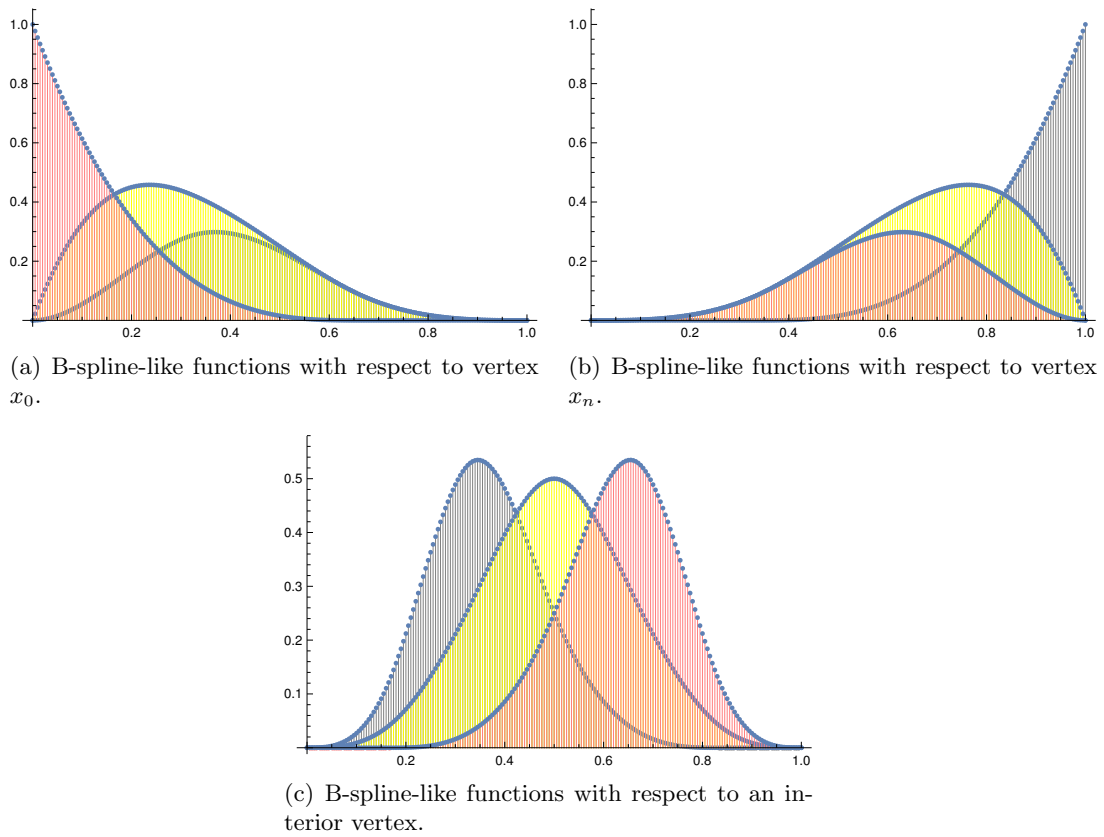 1.0
0.8
0.6
0.4
0.2
0.2 0.4 0.6 0.8 1.0
(a) B-spline-like functions with respect to vertex
x₀.
1.0
0.8
0.6
0.4
0.2
0.2 0.4 0.6 0.8 1.0
(b) B-spline-like functions with respect to vertex
xₙ.
0.5
0.4
0.3
0.2
0.1
0.2 0.4 0.6 0.8 1.0
(c) B-spline-like functions with respect to an in-
terior vertex.